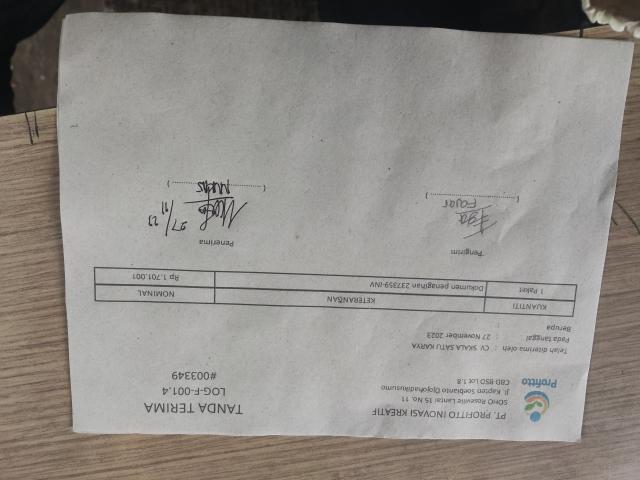 PT. PROFITTO INOVASI KREATIF
SOHO Roseville Lantai 15 No. 11
Jl. Kapten Soebianto Djojohadikusumo
CBD BSD Lot 1.8
Profitto
TANDA TERIMA
LOG-F-001.4
#003349
Telah diterima oleh : CV. SKALA SATU KARYA
Pada tanggal : 27 November 2023
Berupa :
KUANTITI KETERANGAN NOMINAL
1 Paket Dokumen penagihan 237359-INV Rp 1.701.001
Pengirim Penerima
27/11 23
Fajar